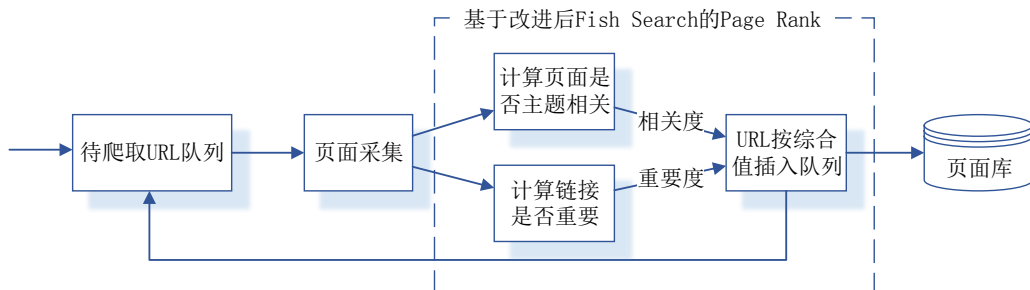 基于改进后Fish Search的Page Rank
计算页面是
否主题相关
相关度
待爬取URL队列
页面采集
URL按综合
值插入队列
页面库
重要度
计算链接
是否重要